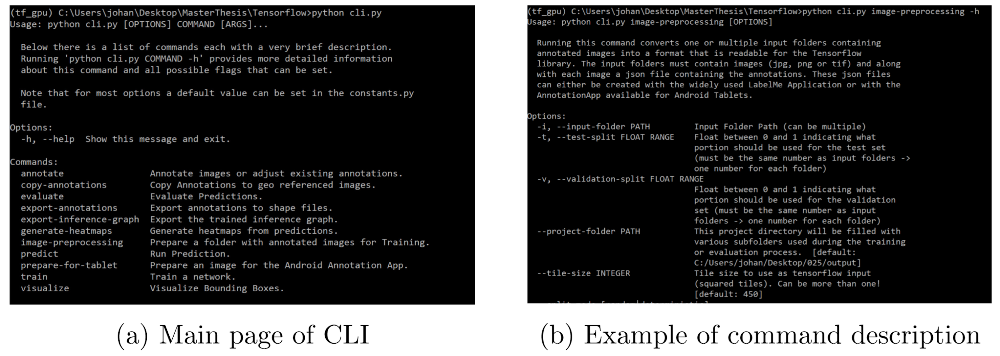 (tf_gpu) C:\Users\johan\Desktop\MasterThesis\Tensorflow>python cli.py
Usage: python cli.py [OPTIONS] COMMAND [ARGS]...
Below there is a list of commands each with a very brief description.
Running 'python cli.py COMMAND -h' provides more detailed information
about this command and all possible flags that can be set.
Note that for most options a default value can be set in the constants.py
file.
Options:
-h, --help  Show this message and exit.
Commands:
annotate Annotate images or adjust existing annotations.
copy-annotations Copy Annotations to geo referenced images.
evaluate Evaluate Predictions.
export-annotations Export annotations to shape files.
export-inference-graph Export the trained inference graph.
generate-heatmaps Generate heatmaps from predictions.
image-preprocessing Prepare a folder with annotated images for Training.
predict Run Prediction.
prepare-for-tablet Prepare an image for the Android Annotation App.
train Train a network.
visualize Visualize Bounding Boxes.
(a) Main page of CLI
(tf_gpu) C:\Users\johan\Desktop\MasterThesis\Tensorflow>python cli.py image-preprocessing -h
Usage: python cli.py image-preprocessing [OPTIONS]
Running this command converts one or multiple input folders containing
annotated images into a format that is readable for the Tensorflow
library. The input folders must contain images (jpg, png or tif) and along
with each image a json file containing the annotations. These json files
can either be created with the widely used LabelMe Application or with the
AnnotationApp available for Android Tablets.
Options:
-i, --input-folder PATH Input Folder Path (can be multiple)
-t, --test-split FLOAT RANGE Float between 0 and 1 indicating what
portion should be used for the test set
(must be the same number as input folders ->
one number for each folder)
-v, --validation-split FLOAT RANGE
Float between 0 and 1 indicating what
portion should be used for the validation
set (must be the same number as input
folders -> one number for each folder)
--project-folder PATH This project directory will be filled with
various subfolders used during the training
or evaluation process.  [default:
C:/Users/johan/Desktop/025/output]
--tile-size INTEGER Tile size to use as tensorflow input
(squared tiles). Can be more than one!
[default: 450]
(b) Example of command description